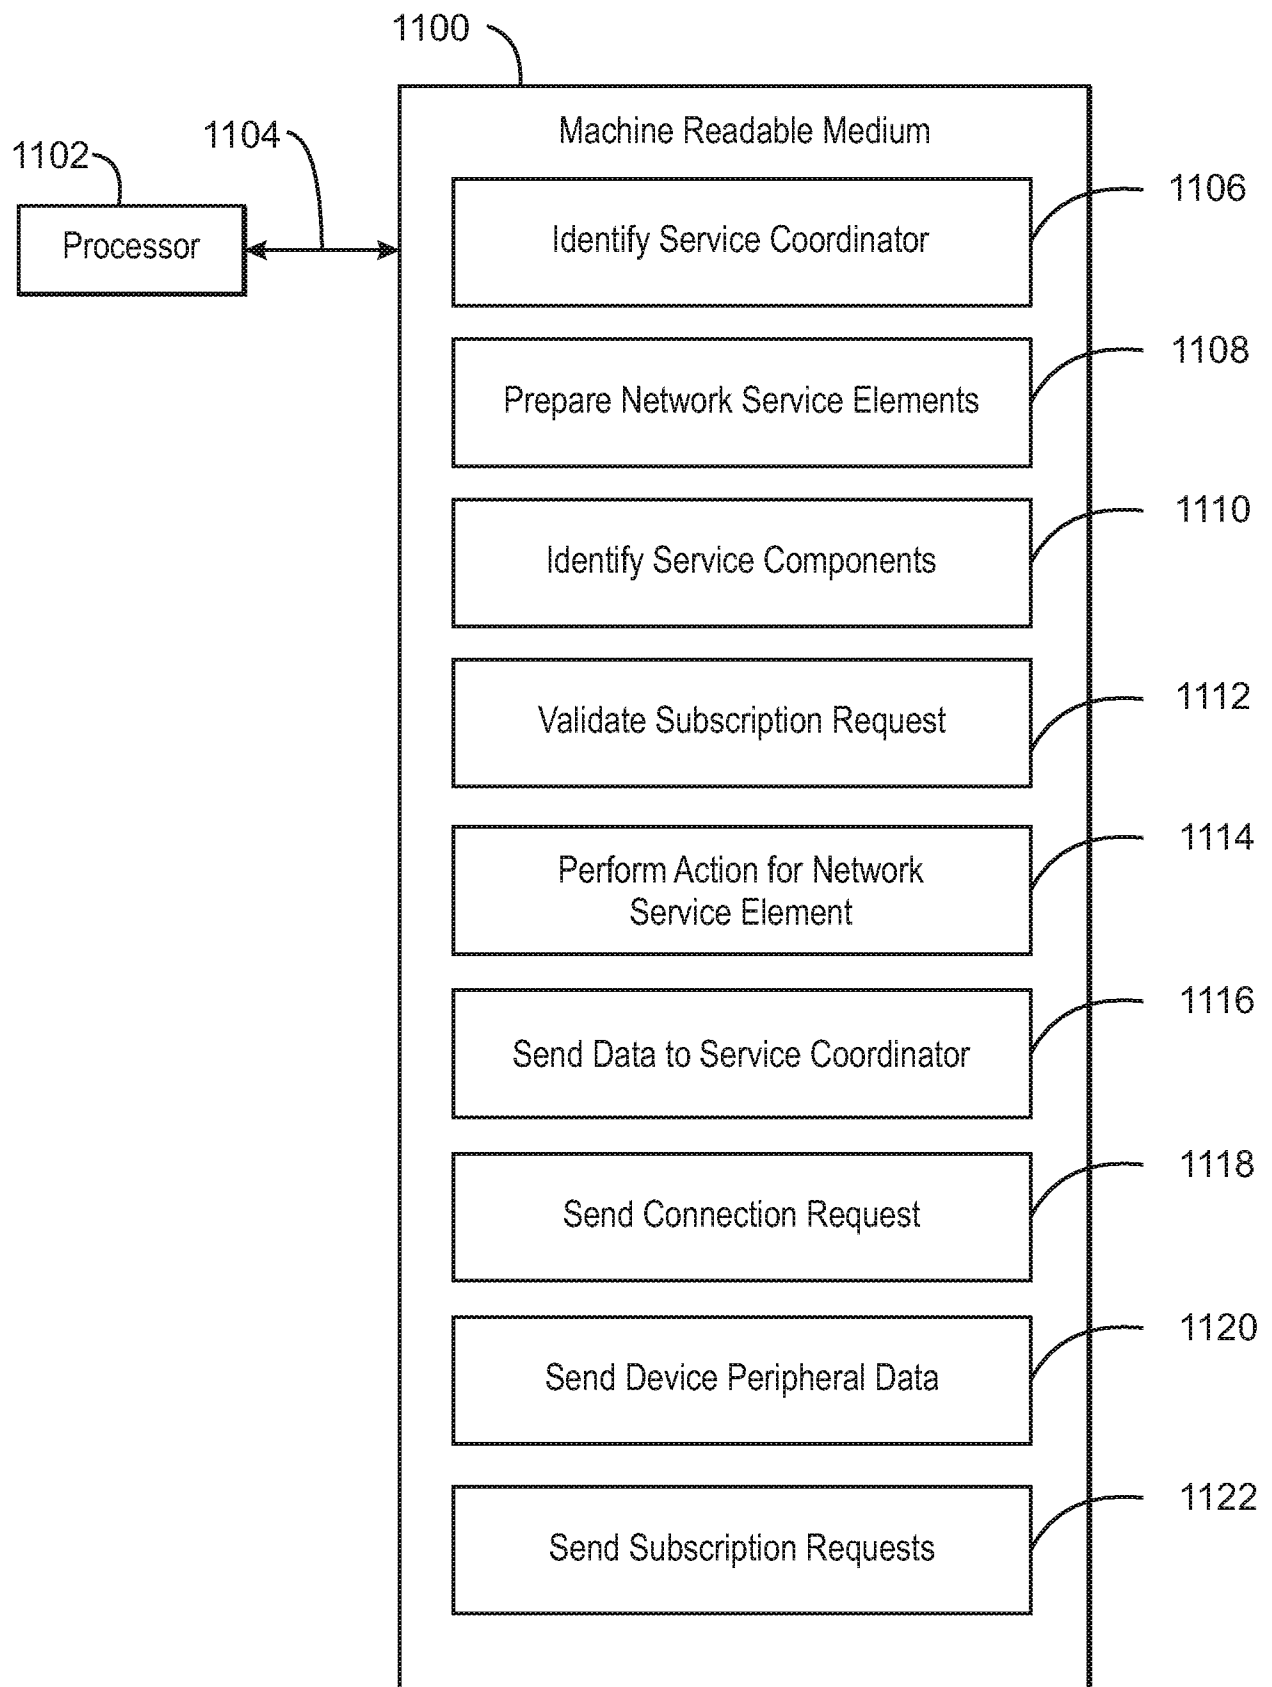 1100
Machine Readable Medium
1104
1102
Processor
1106
Identify Service Coordinator
1108
Prepare Network Service Elements
1110
Identify Service Components
1112
Validate Subscription Request
1114
Perform Action for Network
Service Element
1116
Send Data to Service Coordinator
1118
Send Connection Request
1120
Send Device Peripheral Data
1122
Send Subscription Requests